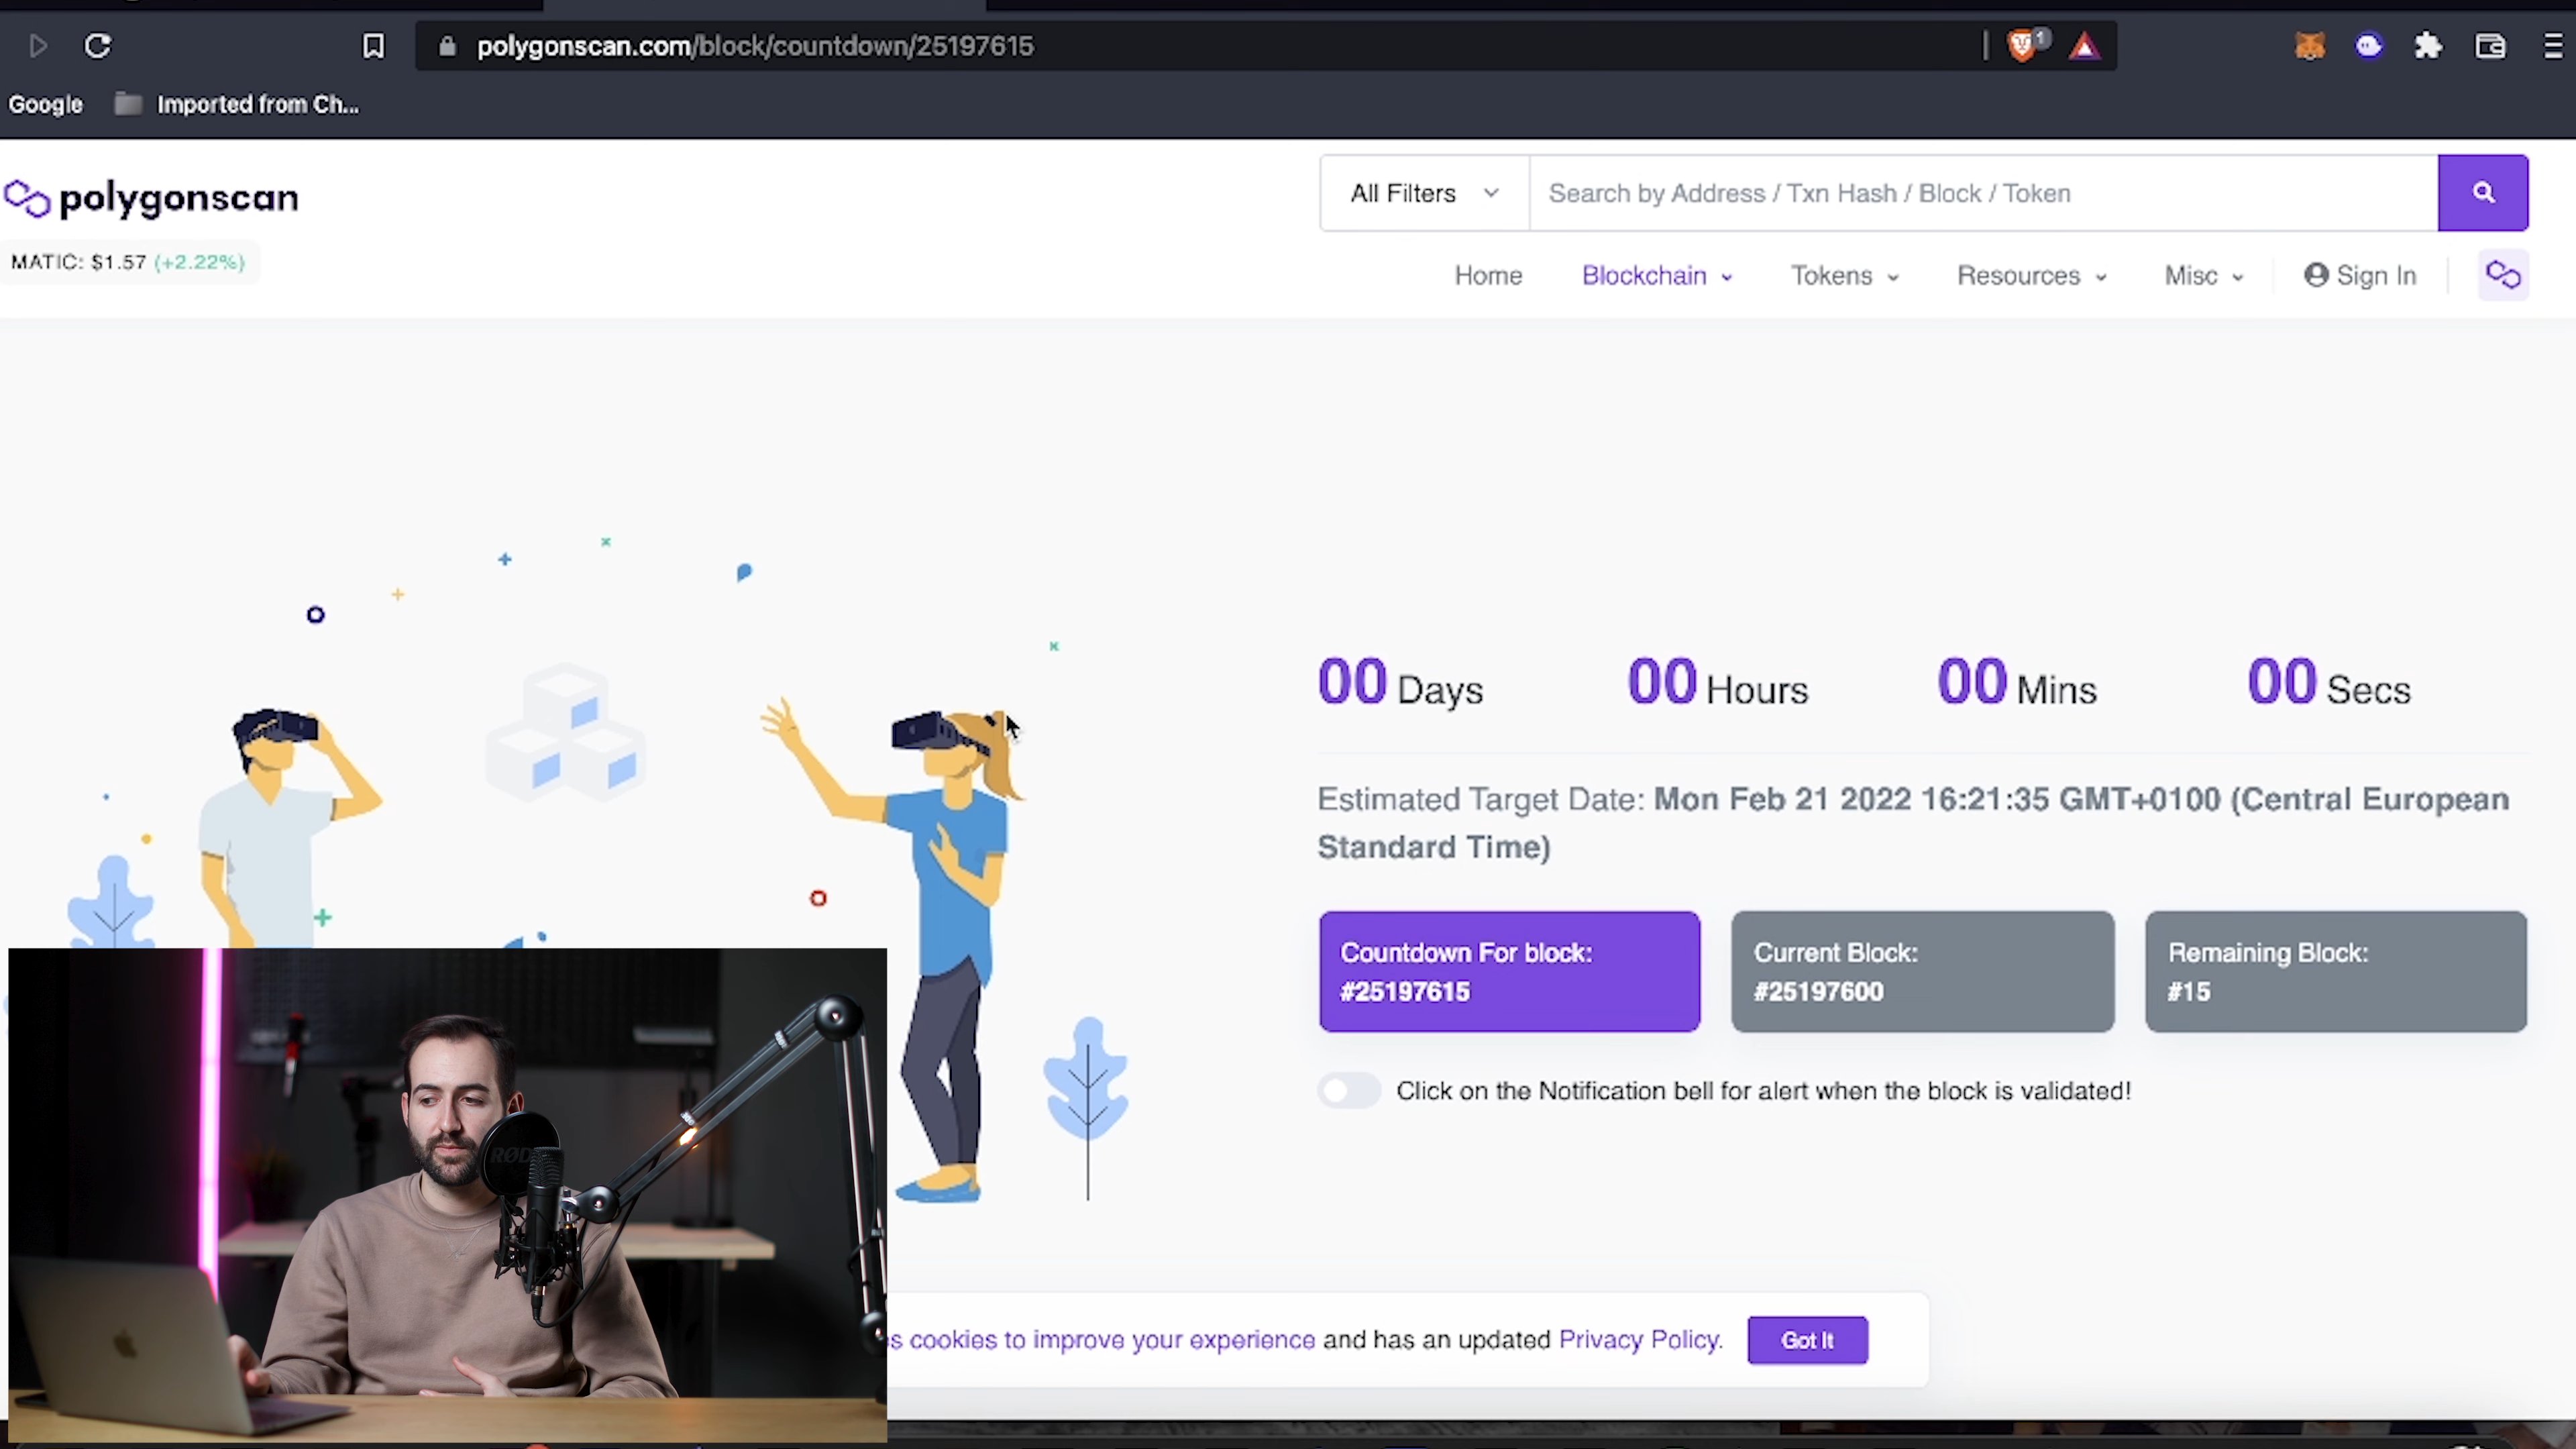 polygonscan.com/block/countdown/25197615
1
Google
Imported from Ch...
polygonscan
All Filters
Search by Address / Txn Hash / Block / Token
MATIC: $1.57 (+2.22%)
Home
Blockchain
Tokens
Resources
Misc
Sign In
00 Days
00 Hours
00 Mins
00 Secs
Estimated Target Date: Mon Feb 21 2022 16:21:35 GMT+0100 (Central European
Standard Time)
Countdown For block:
#25197615
Current Block:
#25197600
Remaining Block:
#15
Click on the Notification bell for alert when the block is validated!
RØD
cookies to improve your experience and has an updated Privacy Policy.
Got It